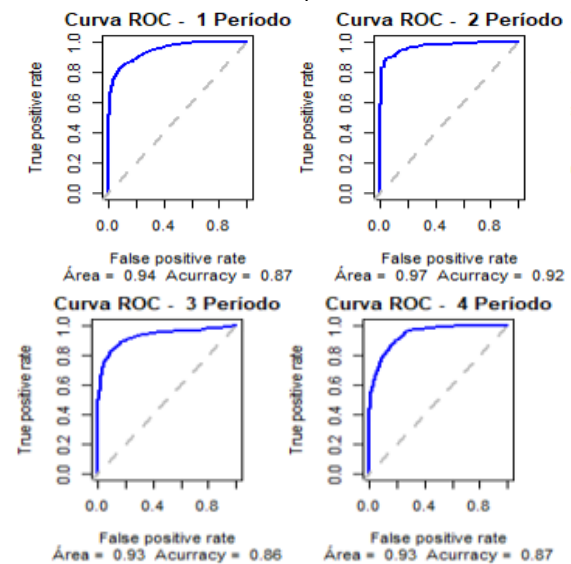 Curva ROC - 1 Período
True positive rate
0.0 0.2 0.4 0.6 0.8 1.0
0.0 0.4 0.8
False positive rate
Área = 0.94 Acurracy = 0.87
Curva ROC - 2 Período
True positive rate
0.0 0.2 0.4 0.6 0.8 1.0
0.0 0.4 0.8
False positive rate
Área = 0.97 Acurracy = 0.92
Curva ROC - 3 Período
True positive rate
0.0 0.2 0.4 0.6 0.8 1.0
0.0 0.4 0.8
False positive rate
Área = 0.93 Acurracy = 0.86
Curva ROC - 4 Período
True positive rate
0.0 0.2 0.4 0.6 0.8 1.0
0.0 0.4 0.8
False positive rate
Área = 0.93 Acurracy = 0.87